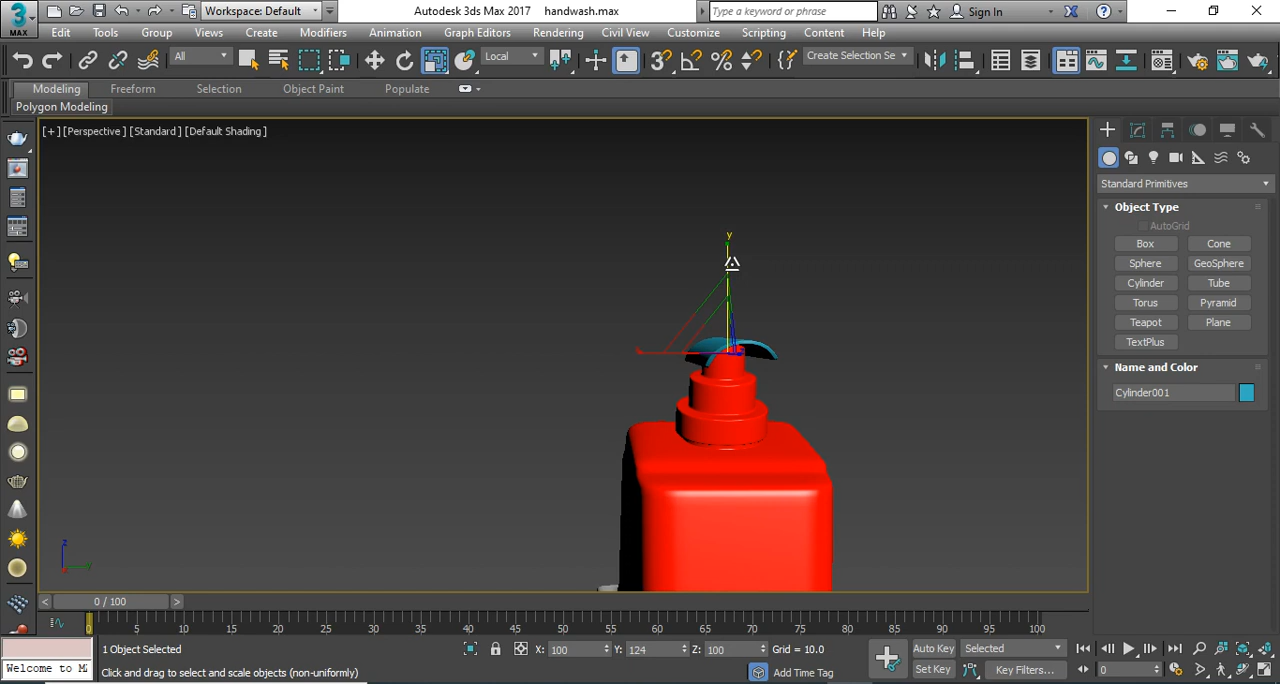 3
MAX
Workspace: Default
Autodesk 3ds Max 2017 handwash.max
Type a keyword or phrase
Sign In
Edit Tools Group Views Create Modifiers Animation Graph Editors Rendering Civil View Customize Scripting Content Help
All
Local
3
Create Selection Se
Modeling Freeform Selection Object Paint Populate
Polygon Modeling
[+] [Perspective] [Standard] [Default Shading]
Standard Primitives
Object Type
AutoGrid
Box Cone
Sphere GeoSphere
Cylinder Tube
Torus Pyramid
Teapot Plane
TextPlus
Name and Color
Cylinder001
y
z
y
x
< 0 / 100 >
0 5 10 15 20 25 30 35 40 45 50 55 60 65 70 75 80 85 90 95 100
1 Object Selected
X: 100 Y: 124 Z: 100 Grid = 10.0
Auto Key Selected
Welcome to M
Click and drag to select and scale objects (non-uniformly)
Add Time Tag
Set Key Key Filters...
0